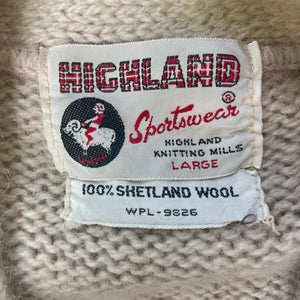 HIGHLAND
Sportswear®
HIGHLAND
KNITTING MILLS
LARGE
100% SHETLAND WOOL
WPL-9826